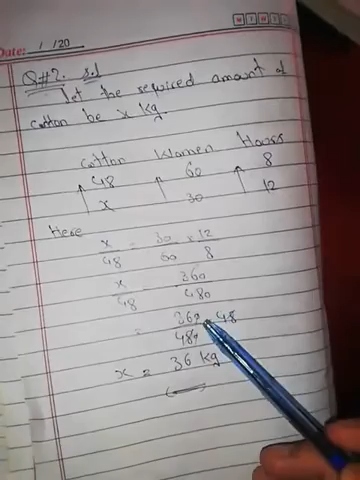 M T W T F S
Date: / /20
Q#2. Sol
Let the required amount of
cotton be x kg
cotton Women Hours
48 60 8
x 30 12
Here
x/48 = 30/60 × 12/8
x/48 = 360/480
= 360/480 × 48
x = 36 kg